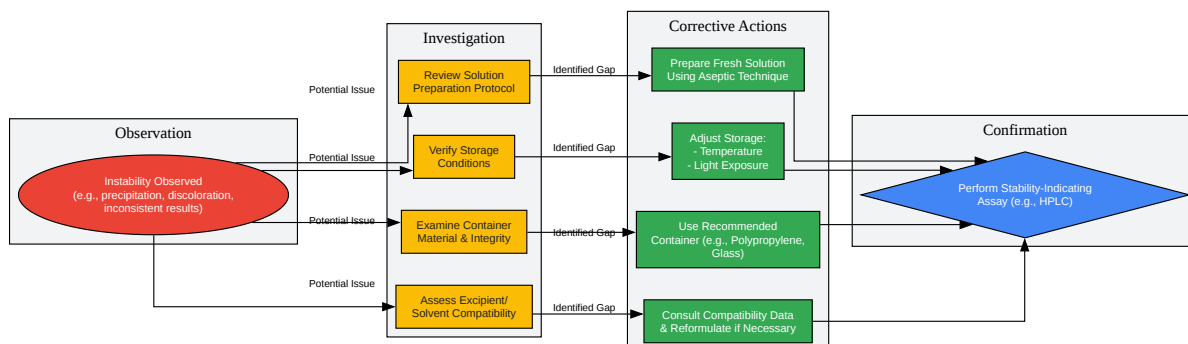 Observation
Instability Observed
(e.g., precipitation, discoloration,
inconsistent results)
Potential Issue
Potential Issue
Potential Issue
Potential Issue
Investigation
Review Solution
Preparation Protocol
Verify Storage
Conditions
Examine Container
Material & Integrity
Assess Excipient/
Solvent Compatibility
Identified Gap
Identified Gap
Identified Gap
Identified Gap
Corrective Actions
Prepare Fresh Solution
Using Aseptic Technique
Adjust Storage:
- Temperature
- Light Exposure
Use Recommended
Container (e.g., Polypropylene,
Glass)
Consult Compatibility Data
& Reformulate if Necessary
Confirmation
Perform Stability-Indicating
Assay (e.g., HPLC)